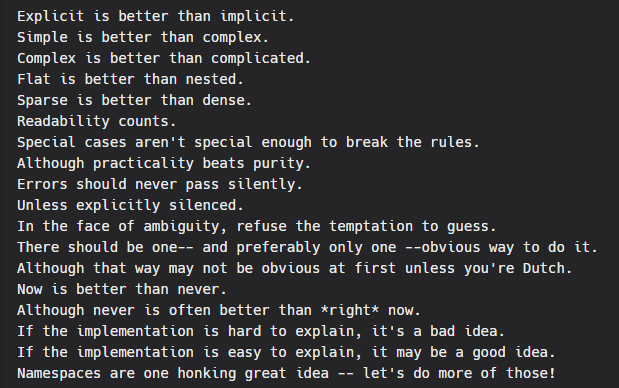 Explicit is better than implicit.
Simple is better than complex.
Complex is better than complicated.
Flat is better than nested.
Sparse is better than dense.
Readability counts.
Special cases aren't special enough to break the rules.
Although practicality beats purity.
Errors should never pass silently.
Unless explicitly silenced.
In the face of ambiguity, refuse the temptation to guess.
There should be one-- and preferably only one --obvious way to do it.
Although that way may not be obvious at first unless you're Dutch.
Now is better than never.
Although never is often better than *right* now.
If the implementation is hard to explain, it's a bad idea.
If the implementation is easy to explain, it may be a good idea.
Namespaces are one honking great idea -- let's do more of those!